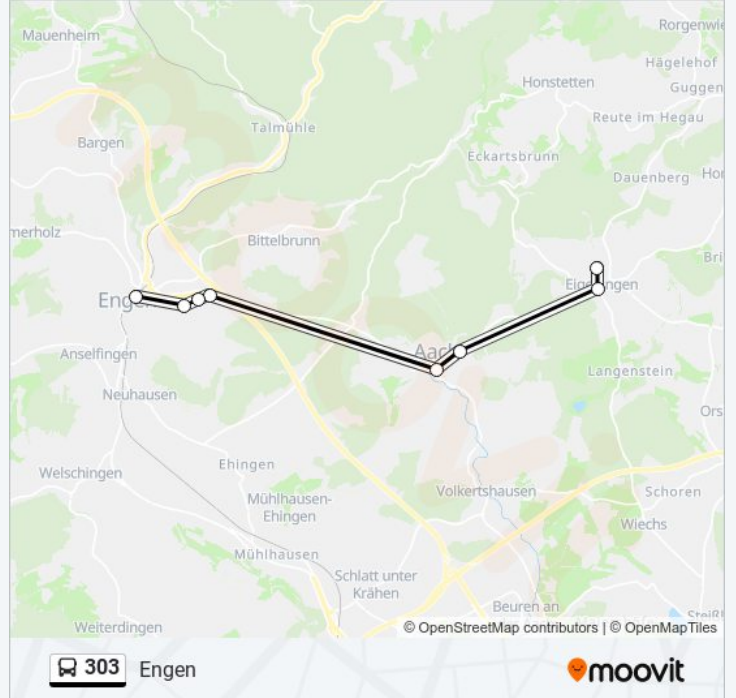 Mauenheim
Rorgenwie
Hägelehof
Honstetten
Guggen
Reute im Hegau
Talmühle
Bargen
Eckartsbrunn
Dauenberg
Hor
merholz
Bittelbrunn
Bri
Engen
Aach
Anselfingen
Langenstein
Neuhausen
Ors
Ehingen
Welschingen
Mühlhausen-
Ehingen
Volkertshausen
Schoren
Wiechs
Mühlhausen
Schlatt unter
Krähen
Beuren an
Steißl
Weiterdingen
© OpenStreetMap contributors | © OpenMapTiles
303 Engen
moovit